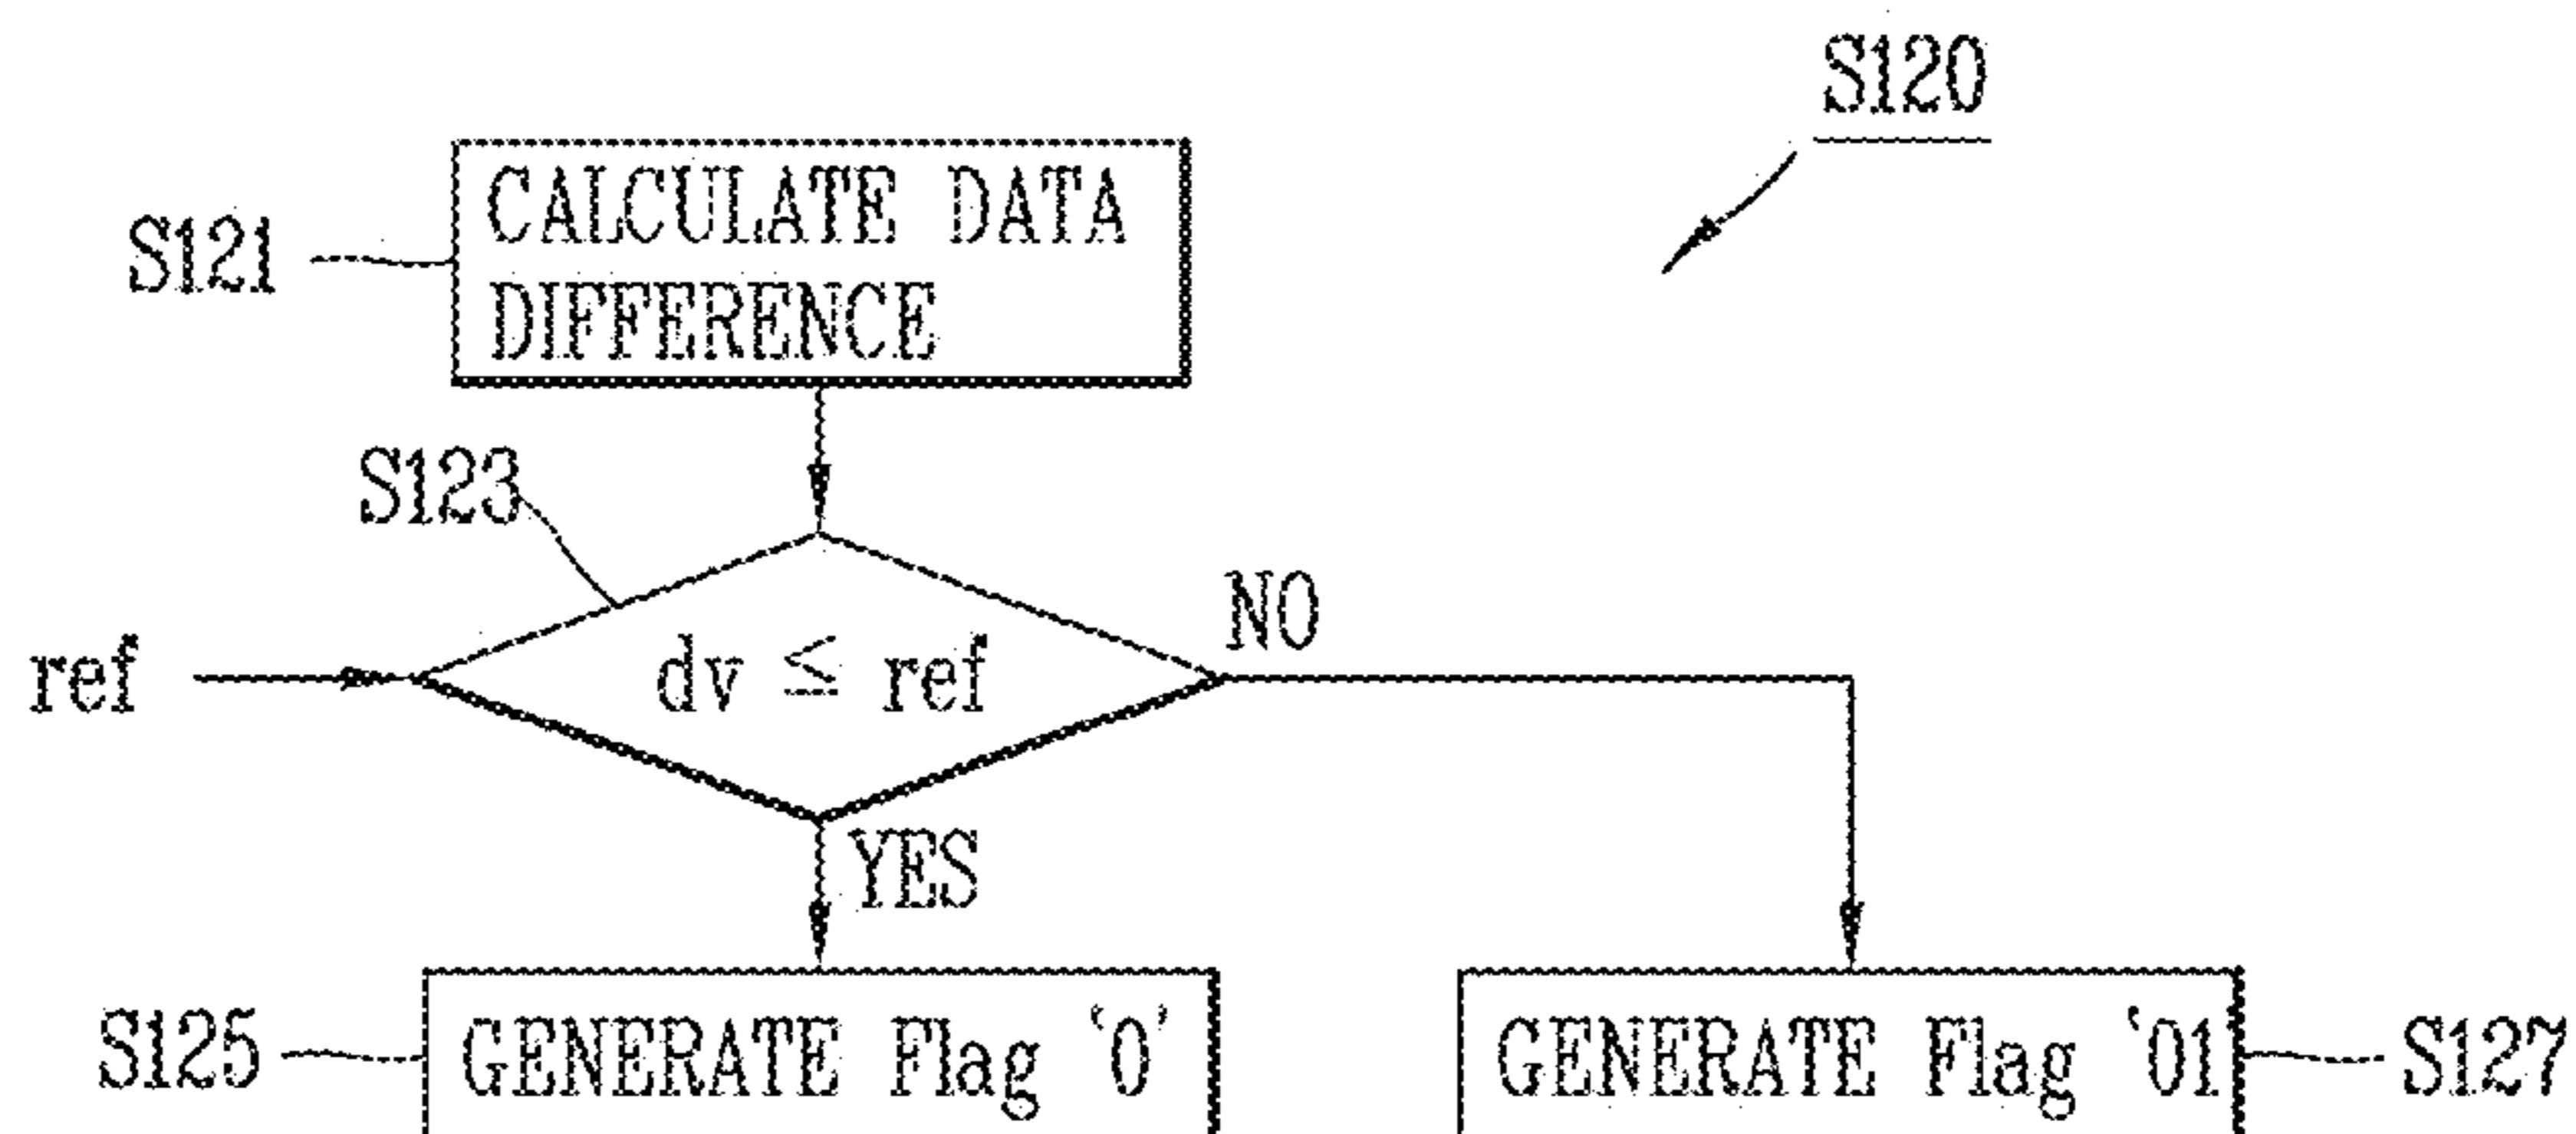 S120
S121
CALCULATE DATA
DIFFERENCE
S123
NO
ref
dv ≦ ref
YES
S125
GENERATE Flag '0'
GENERATE Flag '01
S127